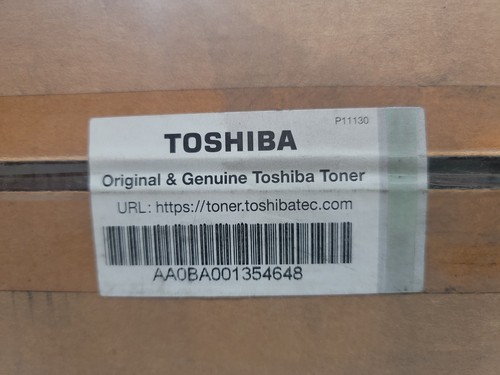 P11130
TOSHIBA
Original & Genuine Toshiba Toner
URL: https://toner.toshibatec.com
AA0BA001354648